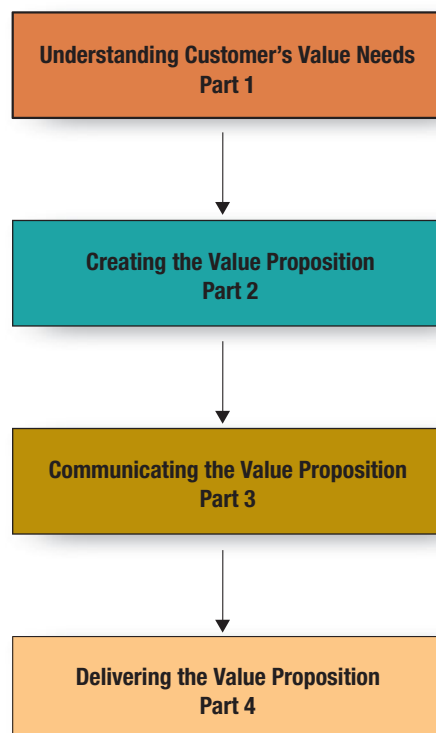 Understanding Customer’s Value Needs
Part 1
Creating the Value Proposition
Part 2
Communicating the Value Proposition
Part 3
Delivering the Value Proposition
Part 4